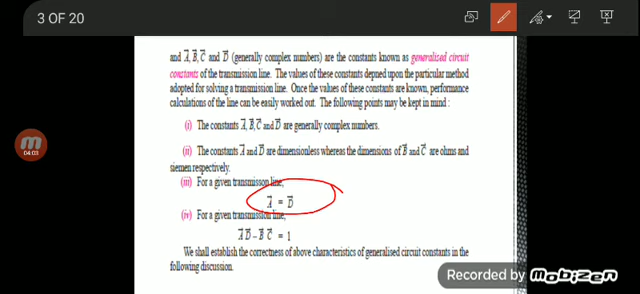 3 OF 20
and A⃗, B⃗, C⃗ and D⃗ (generally complex numbers) are the constants known as generalised circuit
constants of the transmission line. The values of these constants depned upon the particular method
adopted for solving a transmission line. Once the values of these constants are known, performance
calculations of the line can be easily worked out. The following points may be kept in mind :
(i) The constants A⃗, B⃗, C⃗ and D⃗ are generally complex numbers.
(ii) The constants A⃗ and D⃗ are dimensionless whereas the dimensions of B⃗ and C⃗ are ohms and
siemen respectively.
(iii) For a given transmisson line,
A⃗ = D⃗
(iv) For a given transmission line,
A⃗ D⃗ – B⃗ C⃗ = 1
We shall establish the correctness of above characteristics of generalised circuit constants in the
following discussion.
m
04:03
Recorded by Mobizen